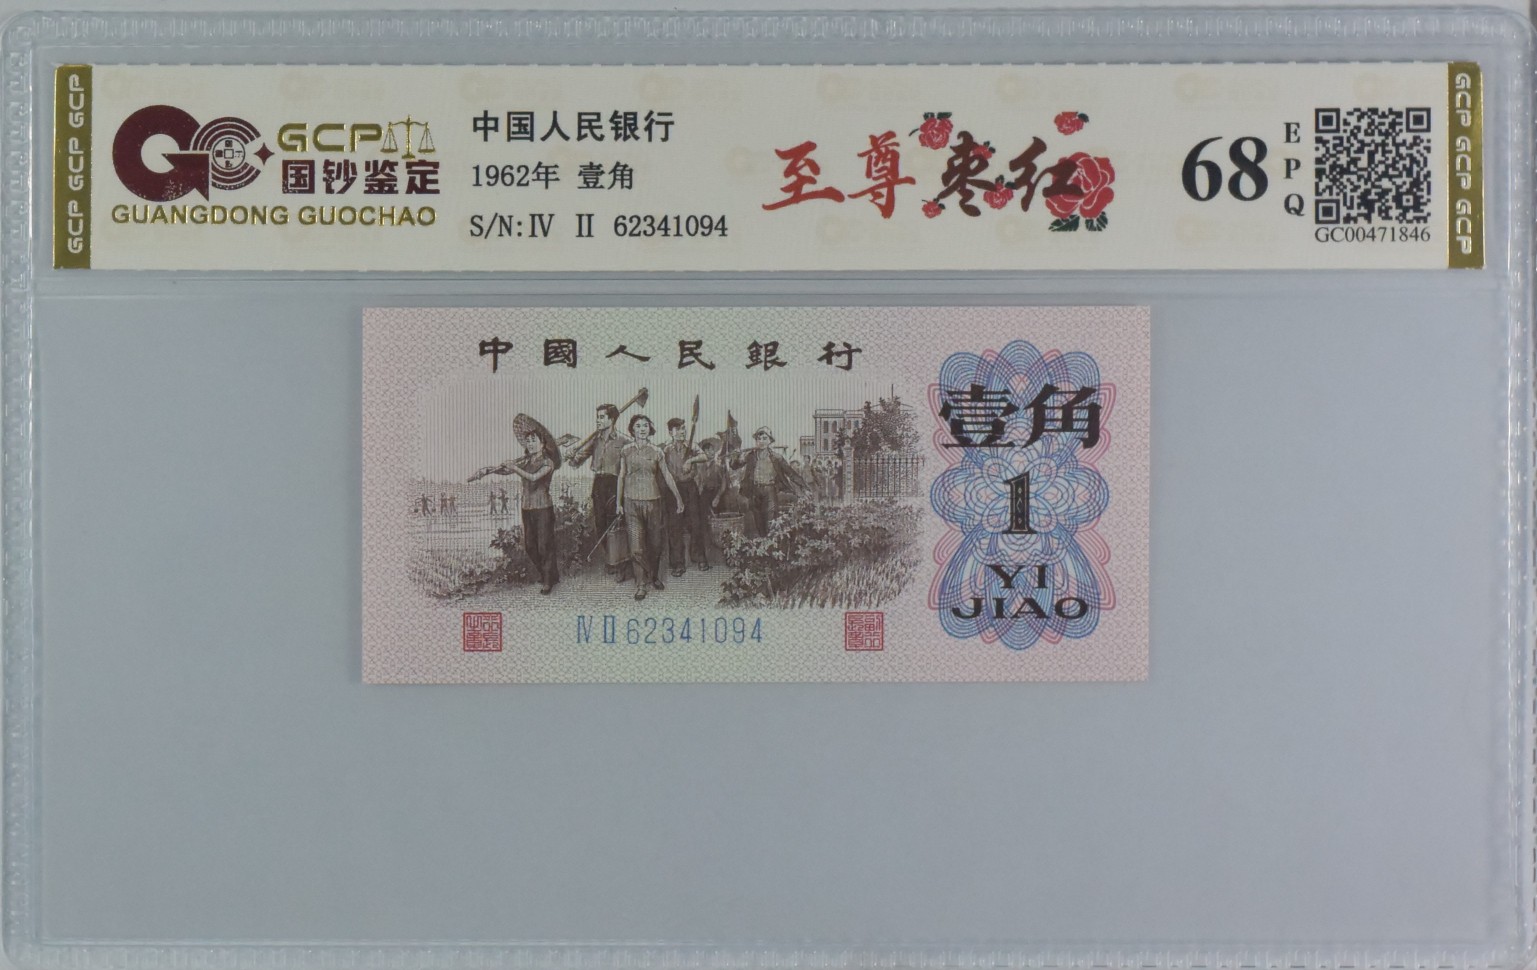 GCP GCP GCP
GCP
国钞鉴定
GUANGDONG GUOCHAO
中国人民银行
1962年 壹角
S/N: IV II 62341094
至尊枣红
68
EPQ
GC00471846
GCP GCP GCP
中國人民銀行
壹角
1
YI
JIAO
IV II 62341094